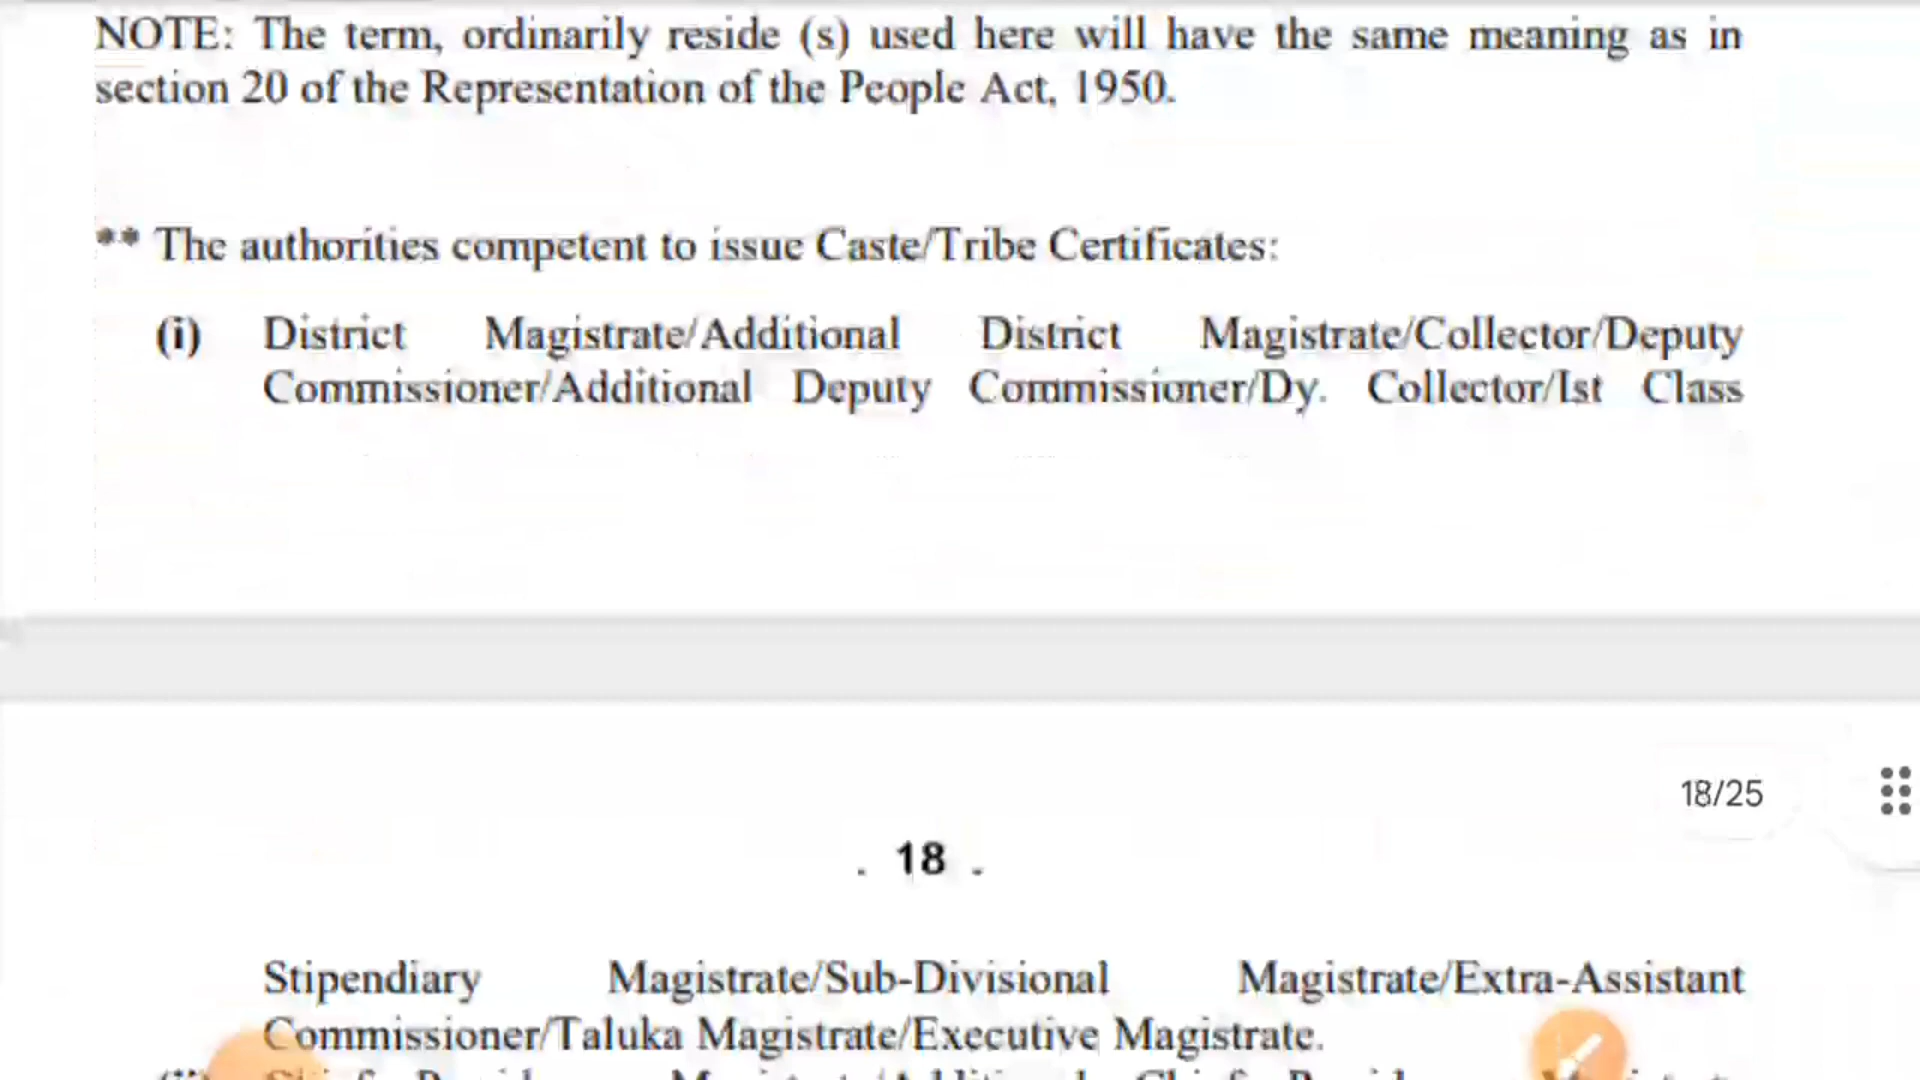 NOTE: The term, ordinarily reside (s) used here will have the same meaning as in
section 20 of the Representation of the People Act, 1950.
** The authorities competent to issue Caste/Tribe Certificates:
(i) District Magistrate/Additional District Magistrate/Collector/Deputy
Commissioner/Additional Deputy Commissioner/Dy. Collector/Ist Class
18/25
. 18 .
Stipendiary Magistrate/Sub-Divisional Magistrate/Extra-Assistant
Commissioner/Taluka Magistrate/Executive Magistrate.